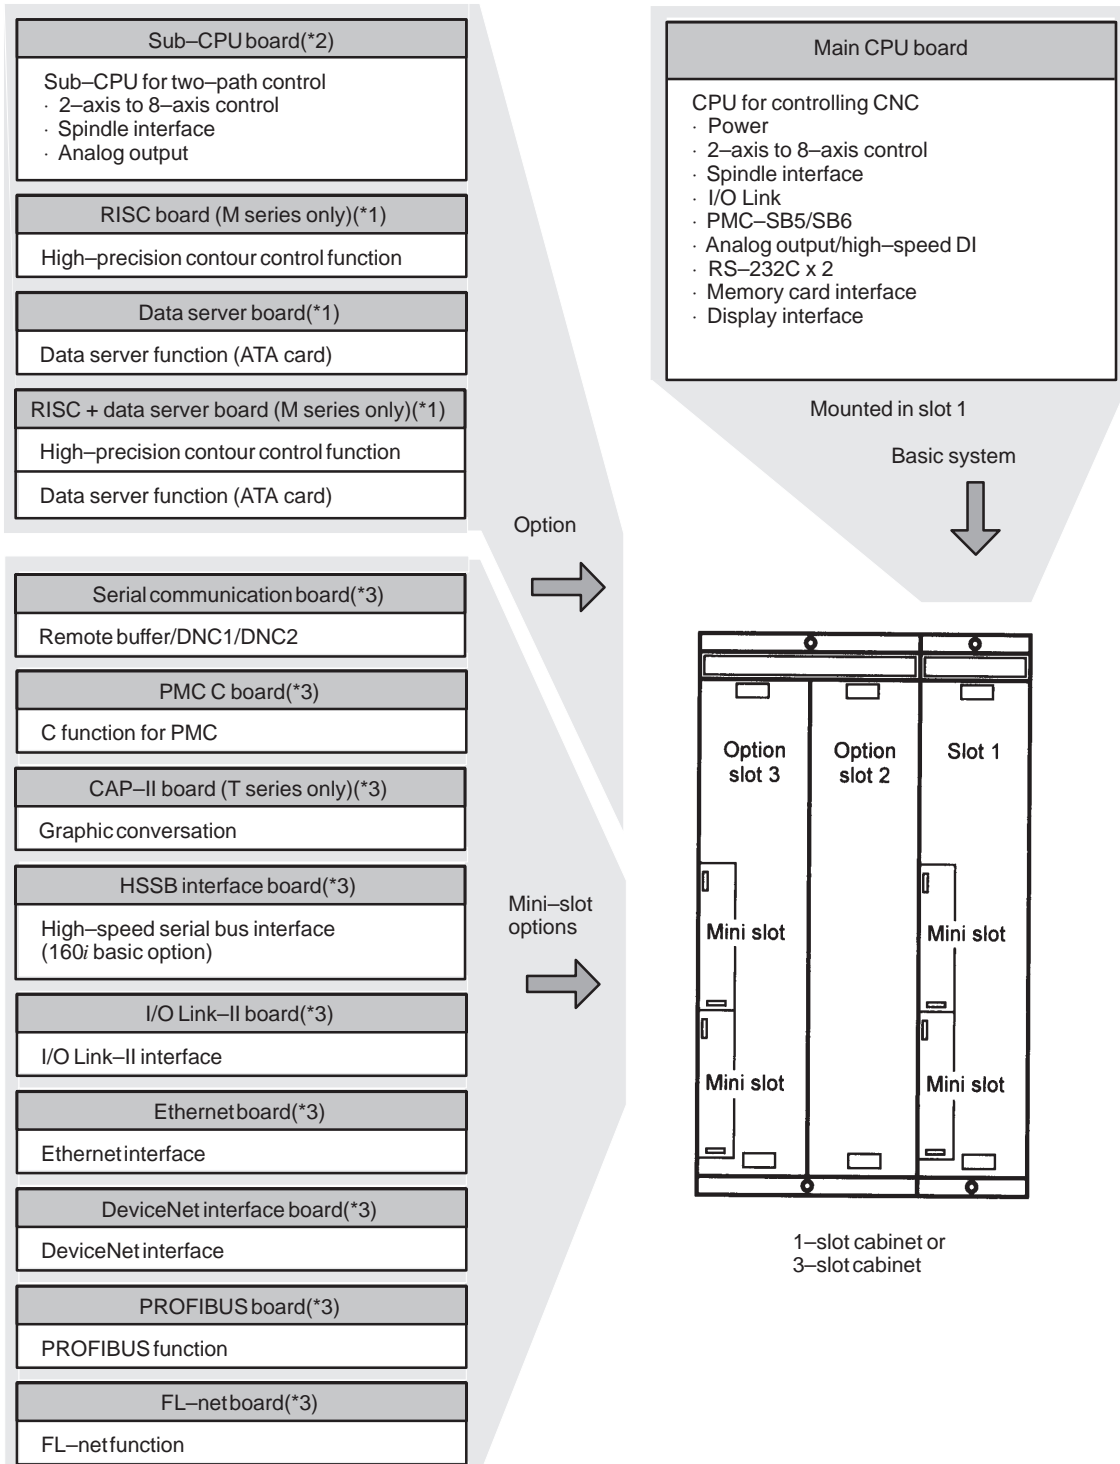 Sub–CPU board(*2)
Sub–CPU for two–path control
· 2–axis to 8–axis control
· Spindle interface
· Analog output
RISC board (M series only)(*1)
High–precision contour control function
Data server board(*1)
Data server function (ATA card)
RISC + data server board (M series only)(*1)
High–precision contour control function
Data server function (ATA card)
Option
Serial communication board(*3)
Remote buffer/DNC1/DNC2
PMC C board(*3)
C function for PMC
CAP–II board (T series only)(*3)
Graphic conversation
HSSB interface board(*3)
High–speed serial bus interface
(160i basic option)
I/O Link–II board(*3)
I/O Link–II interface
Ethernet board(*3)
Ethernet interface
DeviceNet interface board(*3)
DeviceNet interface
PROFIBUS board(*3)
PROFIBUS function
FL–net board(*3)
FL–net function
Mini–slot
options
Main CPU board
CPU for controlling CNC
· Power
· 2–axis to 8–axis control
· Spindle interface
· I/O Link
· PMC–SB5/SB6
· Analog output/high–speed DI
· RS–232C x 2
· Memory card interface
· Display interface
Mounted in slot 1
Basic system
Option
slot 3
Option
slot 2
Slot 1
Mini slot
Mini slot
Mini slot
Mini slot
1–slot cabinet or
3–slot cabinet